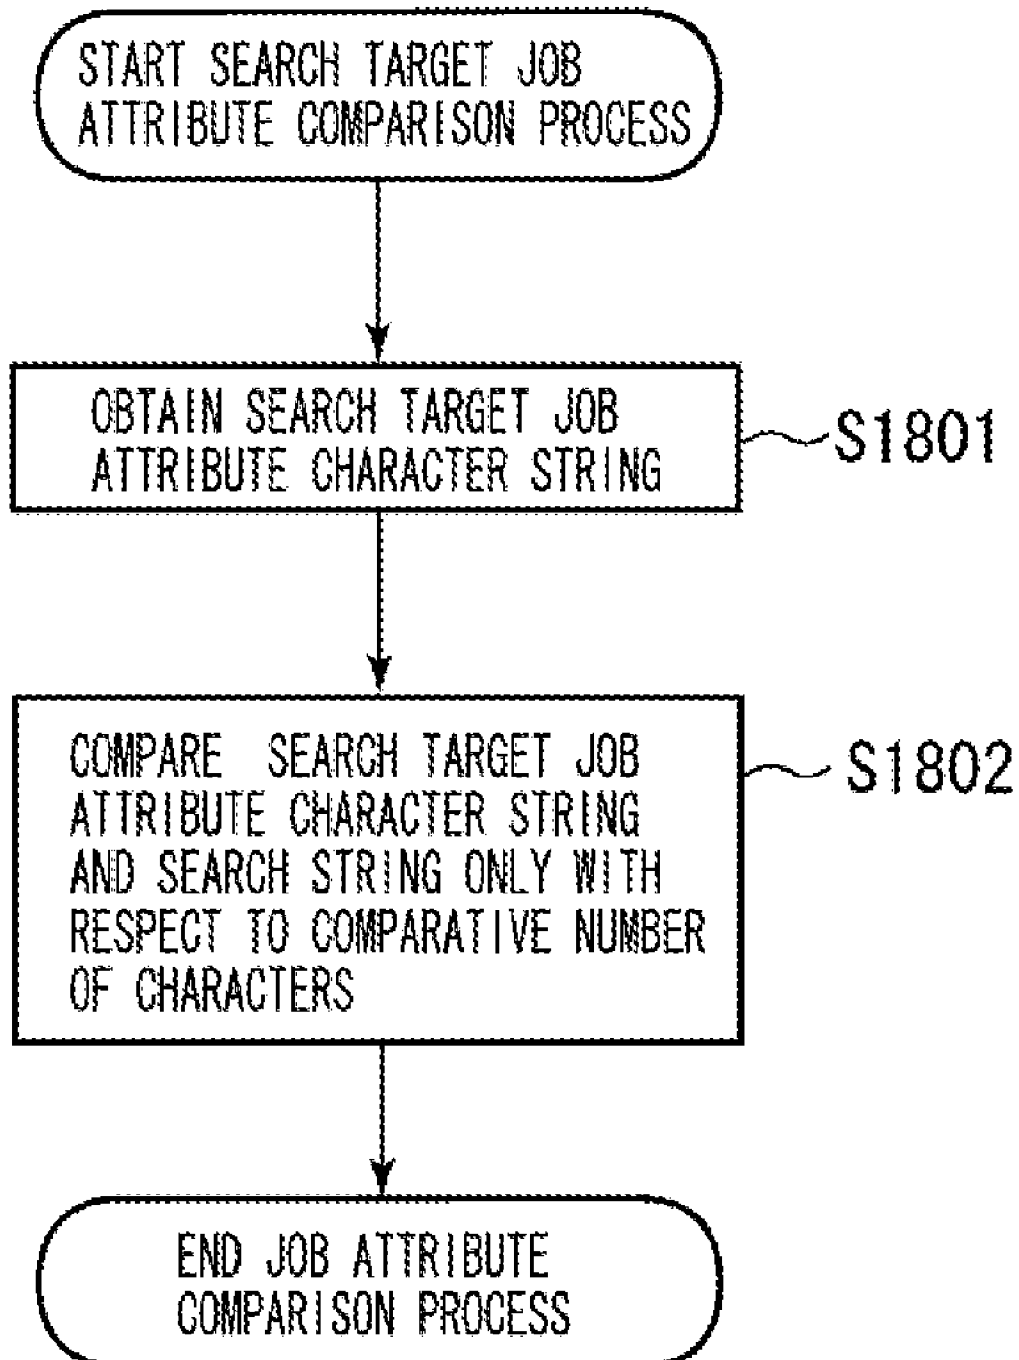 START SEARCH TARGET JOB
ATTRIBUTE COMPARISON PROCESS
OBTAIN SEARCH TARGET JOB
ATTRIBUTE CHARACTER STRING
S1801
COMPARE SEARCH TARGET JOB
ATTRIBUTE CHARACTER STRING
AND SEARCH STRING ONLY WITH
RESPECT TO COMPARATIVE NUMBER
OF CHARACTERS
S1802
END JOB ATTRIBUTE
COMPARISON PROCESS